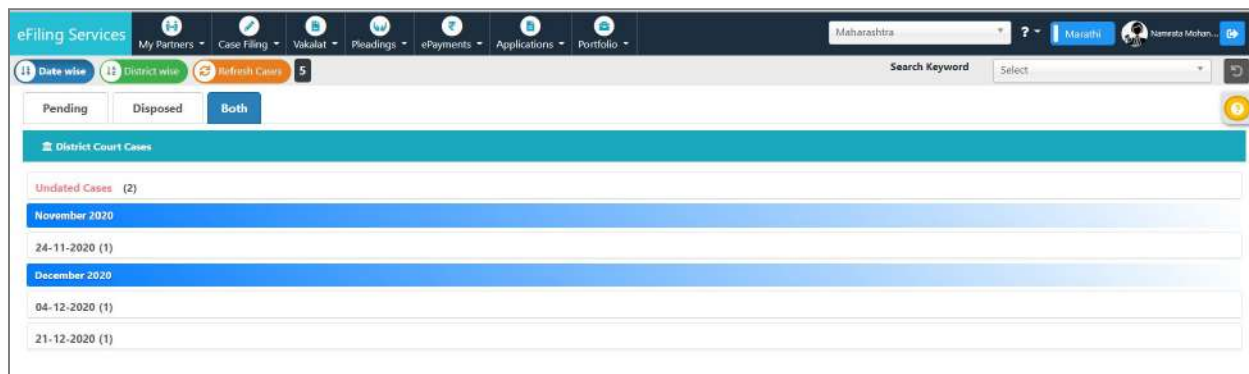 eFiling Services
My Partners Case Filing Vakalat Pleadings ePayments Applications Portfolio
Maharashtra ? Marathi Namrata Mohan...
Date wise District wise Refresh Cases 5 Search Keyword Select
Pending Disposed Both
District Court Cases
Undated Cases (2)
November 2020
24-11-2020 (1)
December 2020
04-12-2020 (1)
21-12-2020 (1)